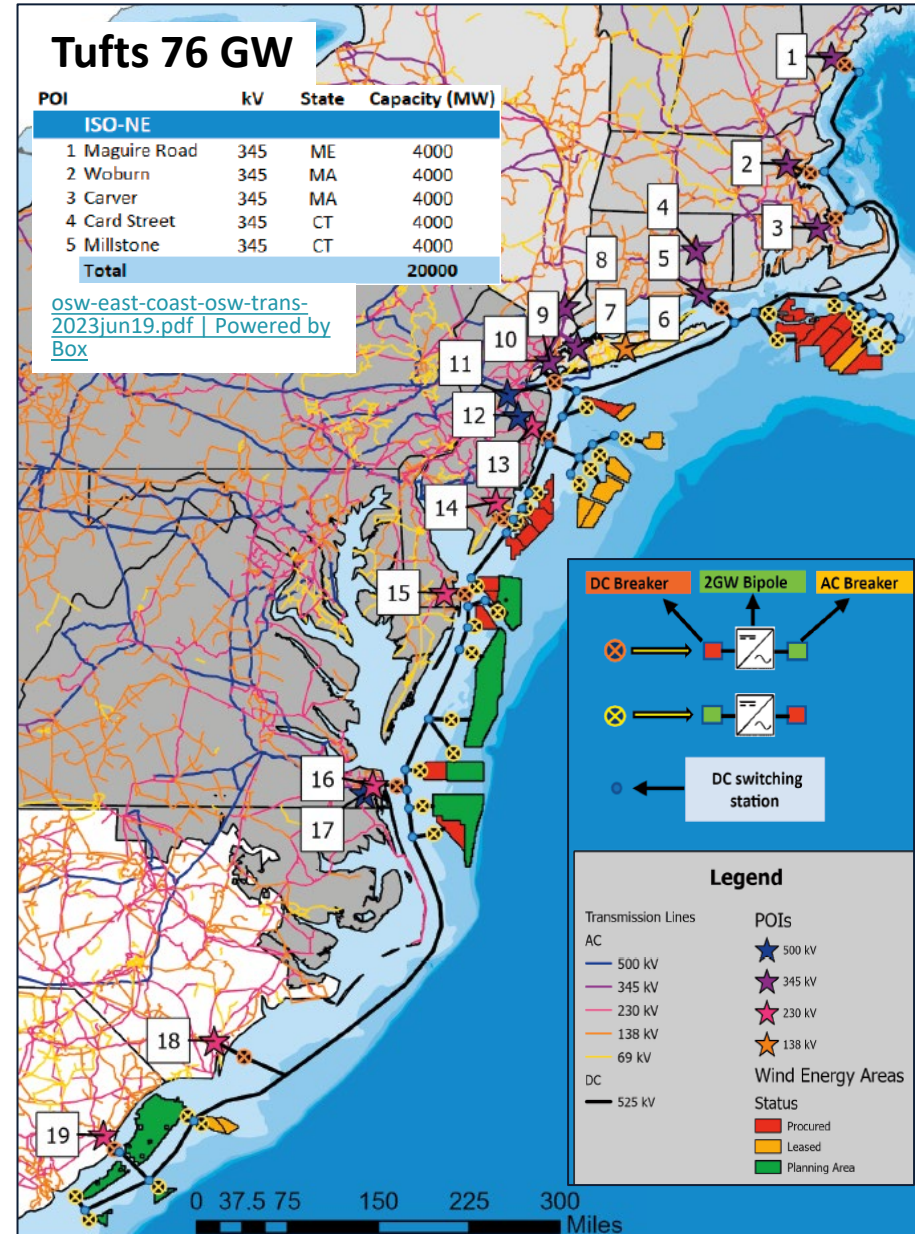 Tufts 76 GW
POI kV State Capacity (MW)
ISO-NE
1 Maguire Road 345 ME 4000
2 Woburn 345 MA 4000
3 Carver 345 MA 4000
4 Card Street 345 CT 4000
5 Millstone 345 CT 4000
Total 20000
osw-east-coast-osw-trans-
2023jun19.pdf | Powered by
Box
1
2
3
4
5
6
7
8
9
10
11
12
13
14
15
16
17
18
19
DC Breaker 2GW Bipole AC Breaker
DC switching
station
Legend
Transmission Lines
AC
500 kV
345 kV
230 kV
138 kV
69 kV
DC
525 kV
POIs
500 kV
345 kV
230 kV
138 kV
Wind Energy Areas
Status
Procured
Leased
Planning Area
0 37.5 75 150 225 300
Miles